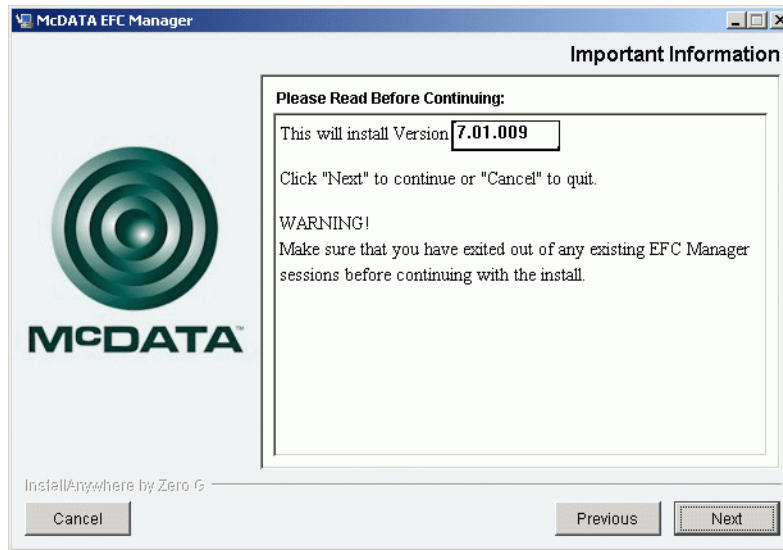 McDATA EFC Manager
Important Information
Please Read Before Continuing:
This will install Version 7.01.009
Click "Next" to continue or "Cancel" to quit.
WARNING!
Make sure that you have exited out of any existing EFC Manager
sessions before continuing with the install.
McDATA™
InstallAnywhere by Zero G
Cancel
Previous
Next